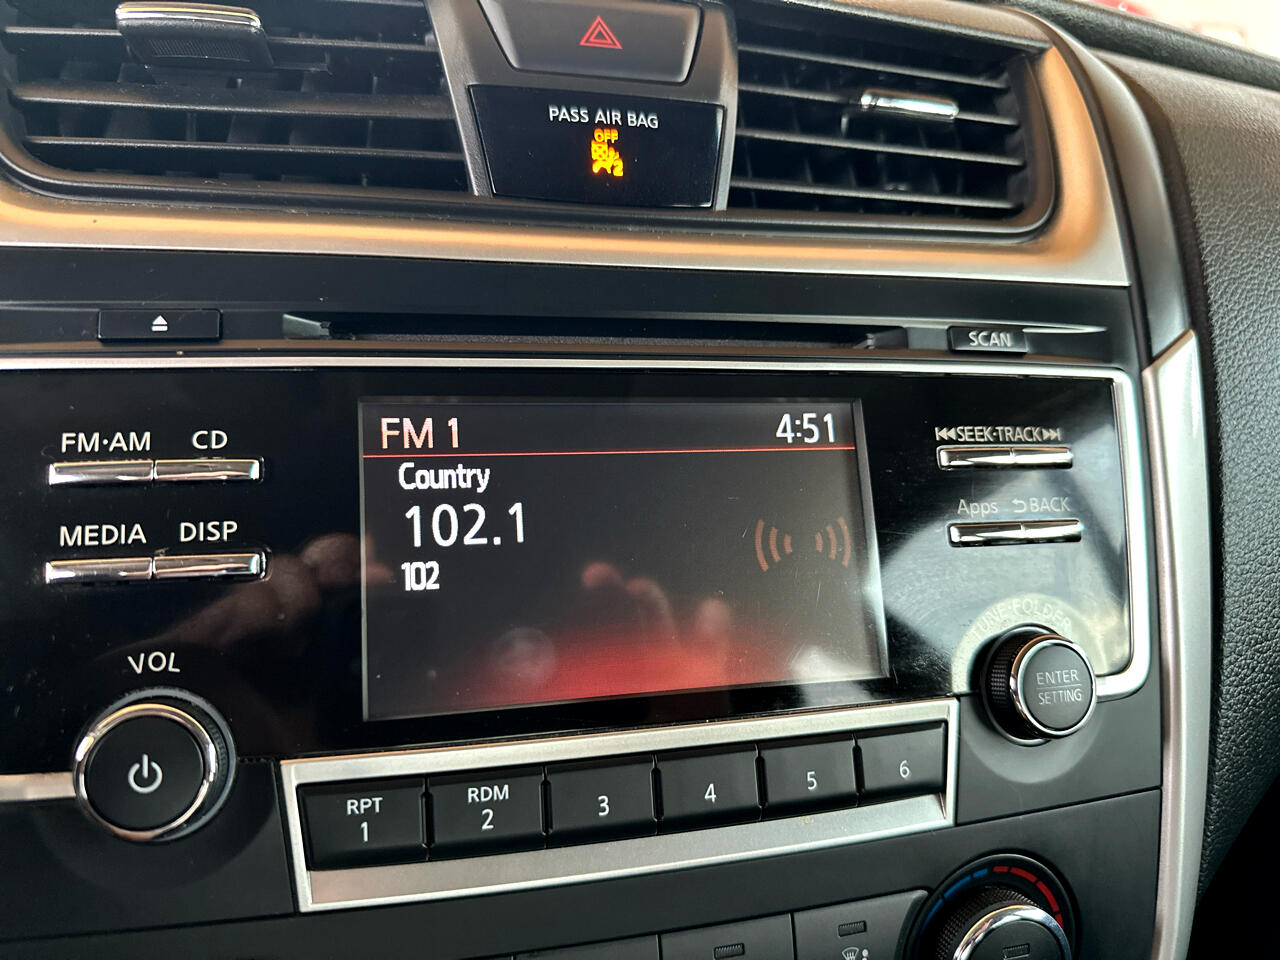 PASS AIR BAG
OFF
2
SCAN
FM·AM CD
MEDIA DISP
VOL
FM 1 4:51
Country
102.1
102
SEEK·TRACK
Apps BACK
TUNE·FOLDER
ENTER
SETTING
RPT
1
RDM
2
3
4
5
6